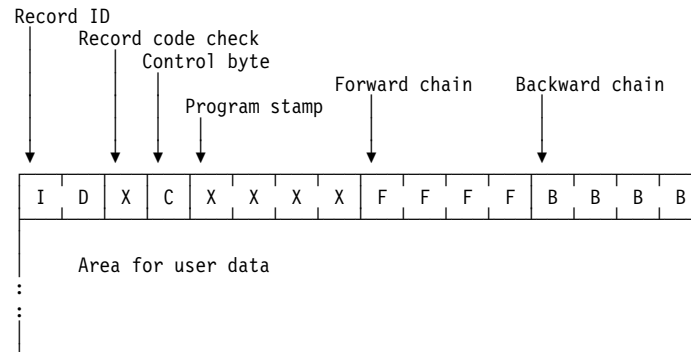 Record ID
Record code check
Control byte
Forward chain Backward chain
Program stamp
I D X C X X X X F F F F B B B B
Area for user data
:
: